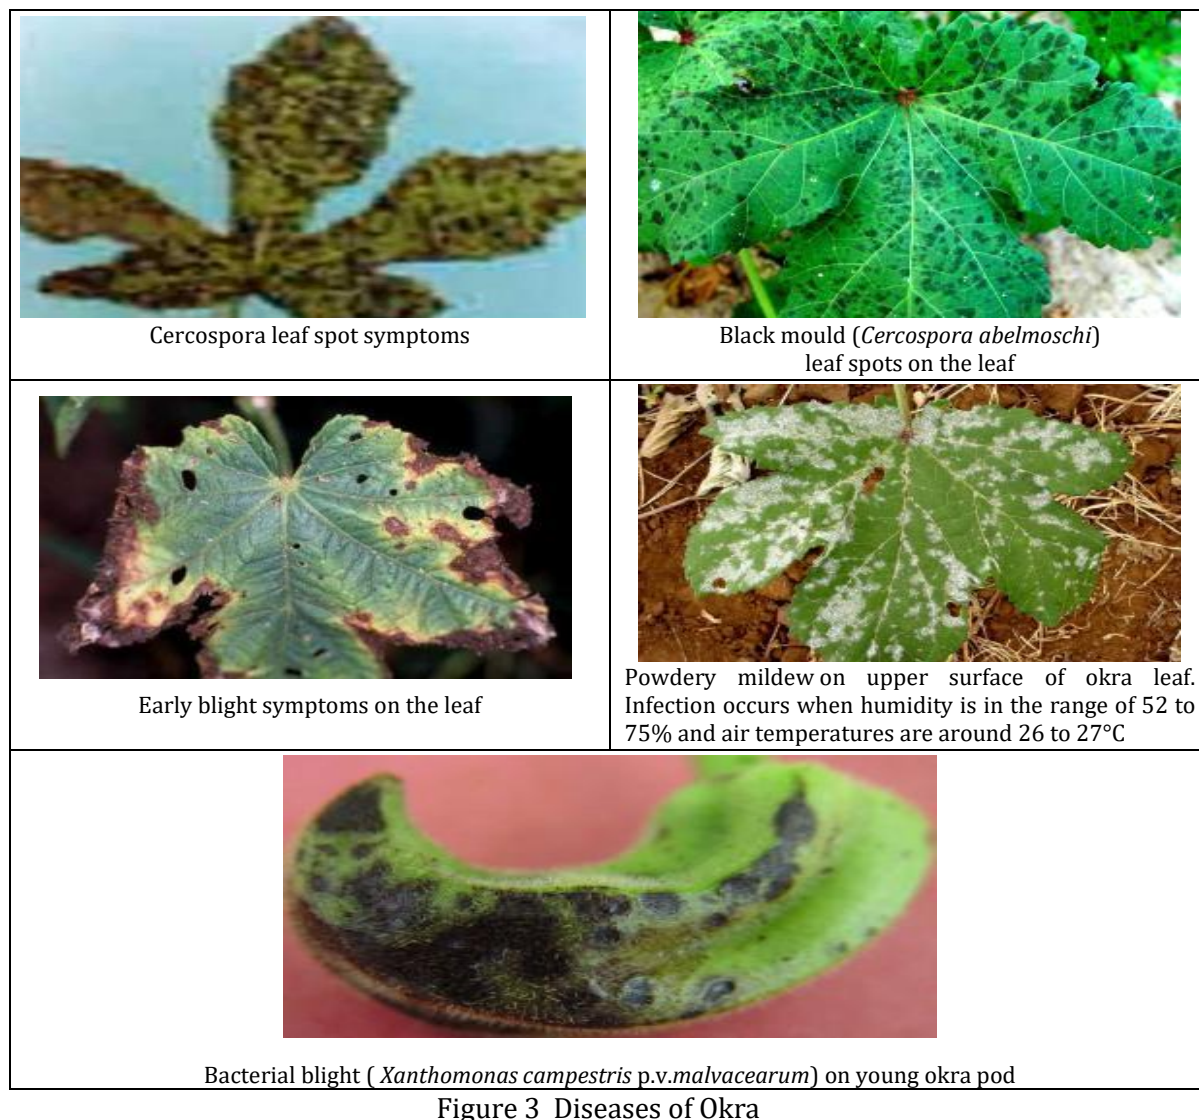 Cercospora leaf spot symptoms
Black mould (Cercospora abelmoschi)
leaf spots on the leaf
Early blight symptoms on the leaf
Powdery mildew on upper surface of okra leaf.
Infection occurs when humidity is in the range of 52 to
75% and air temperatures are around 26 to 27°C
Bacterial blight ( Xanthomonas campestris p.v.malvacearum) on young okra pod
Figure 3 Diseases of Okra